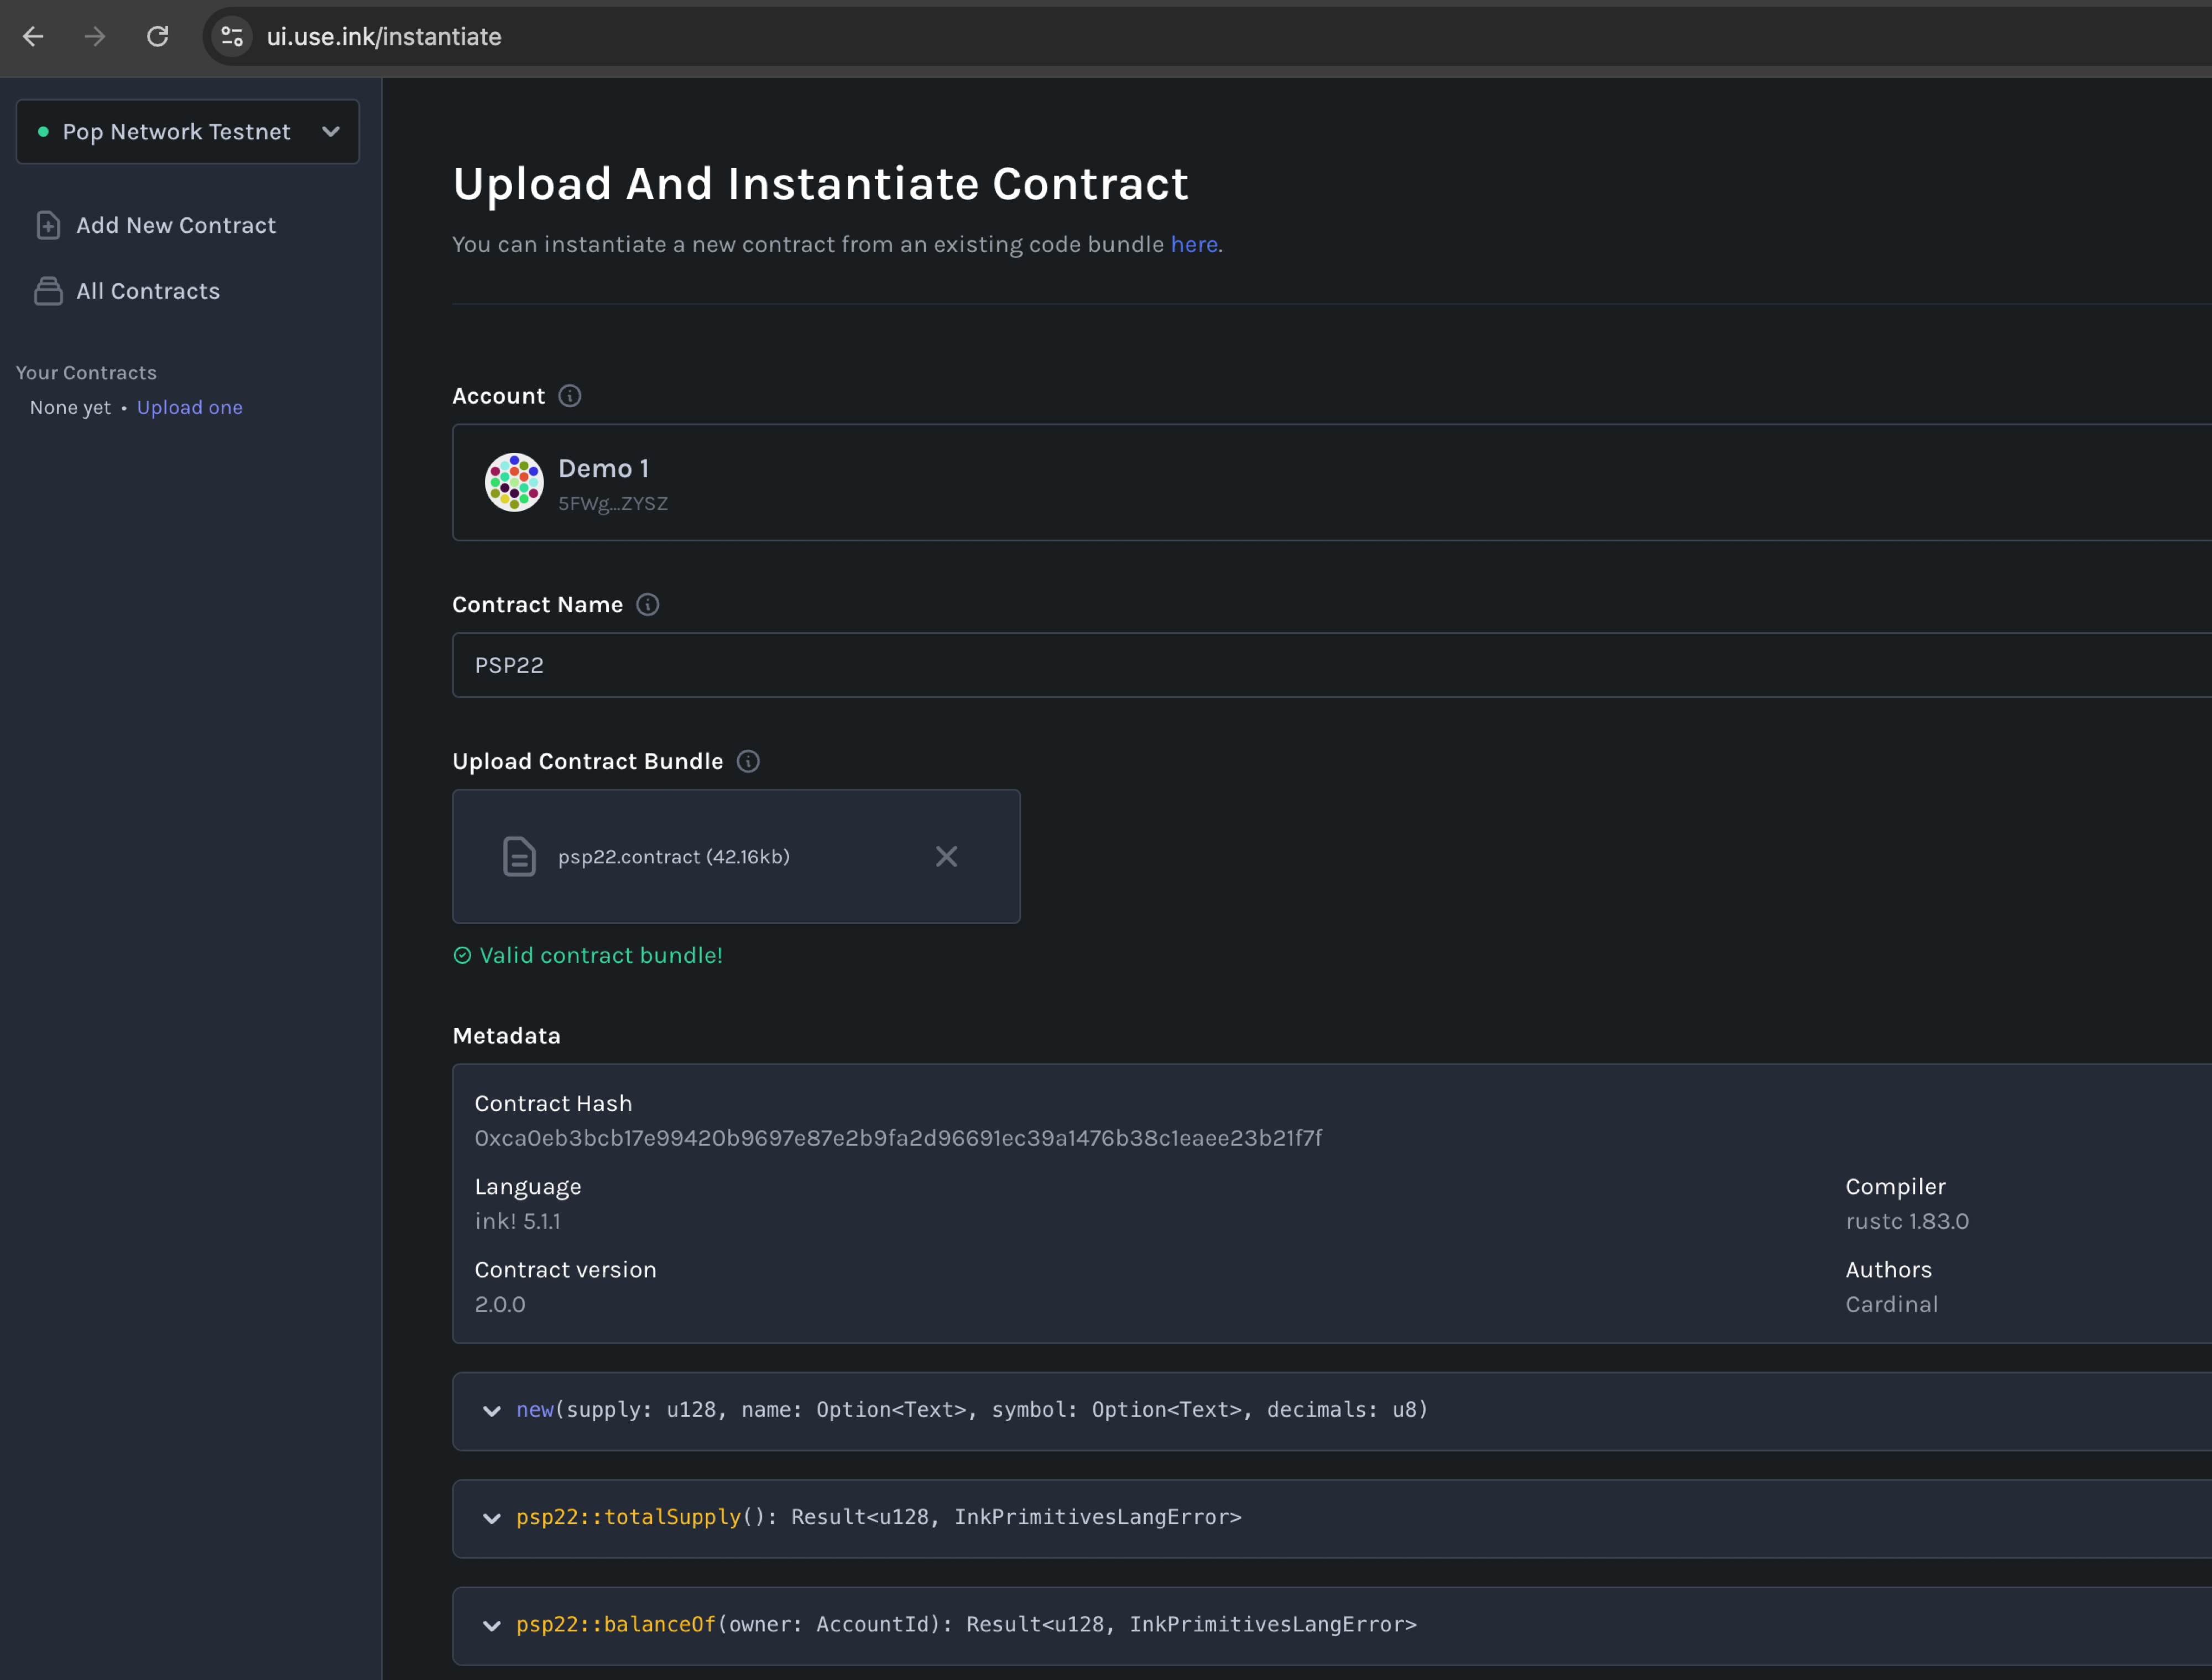 ui.use.ink/instantiate
Pop Network Testnet
Add New Contract
All Contracts
Your Contracts
None yet • Upload one
Upload And Instantiate Contract
You can instantiate a new contract from an existing code bundle here.
Account
Demo 1
5FWg...ZYSZ
Contract Name
PSP22
Upload Contract Bundle
psp22.contract (42.16kb)
Valid contract bundle!
Metadata
Contract Hash
0xca0eb3bcb17e99420b9697e87e2b9fa2d96691ec39a1476b38c1eaee23b21f7f
Language
ink! 5.1.1
Compiler
rustc 1.83.0
Contract version
2.0.0
Authors
Cardinal
new(supply: u128, name: Option<Text>, symbol: Option<Text>, decimals: u8)
psp22::totalSupply(): Result<u128, InkPrimitivesLangError>
psp22::balanceOf(owner: AccountId): Result<u128, InkPrimitivesLangError>